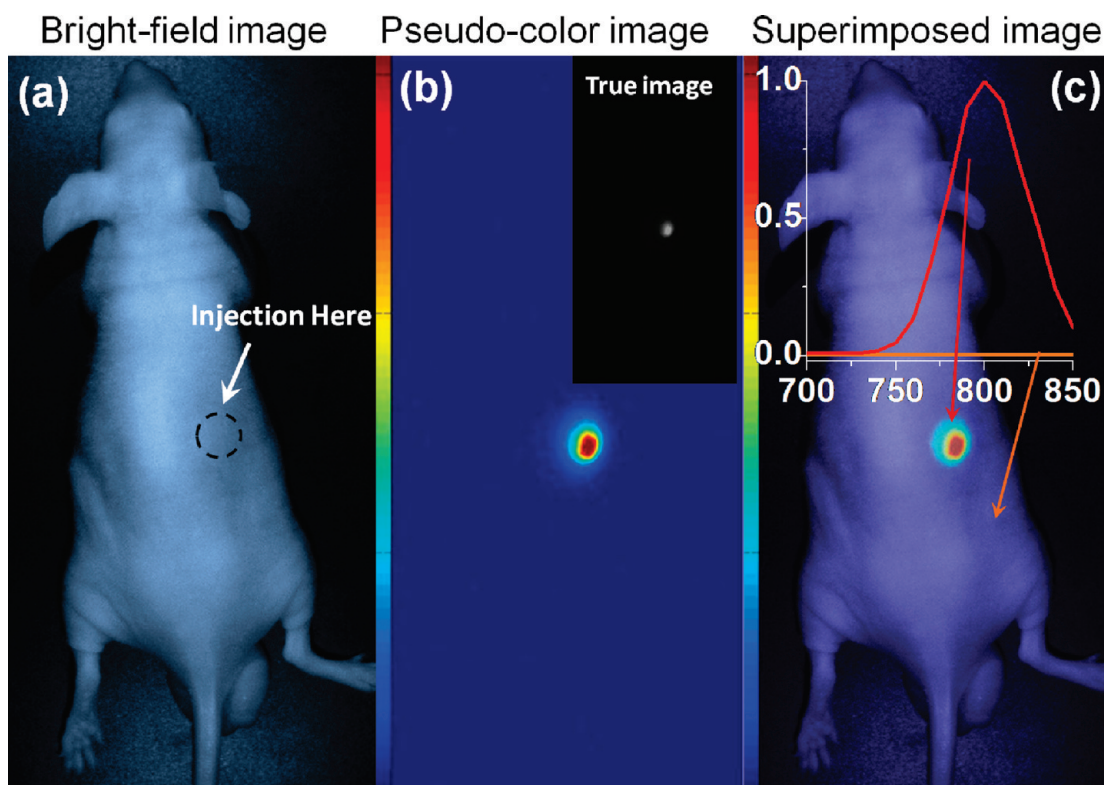 Bright-field image
Pseudo-color image
Superimposed image
(a)
Injection Here
(b)
True image
(c)
1.0
0.5
0.0
700 750 800 850